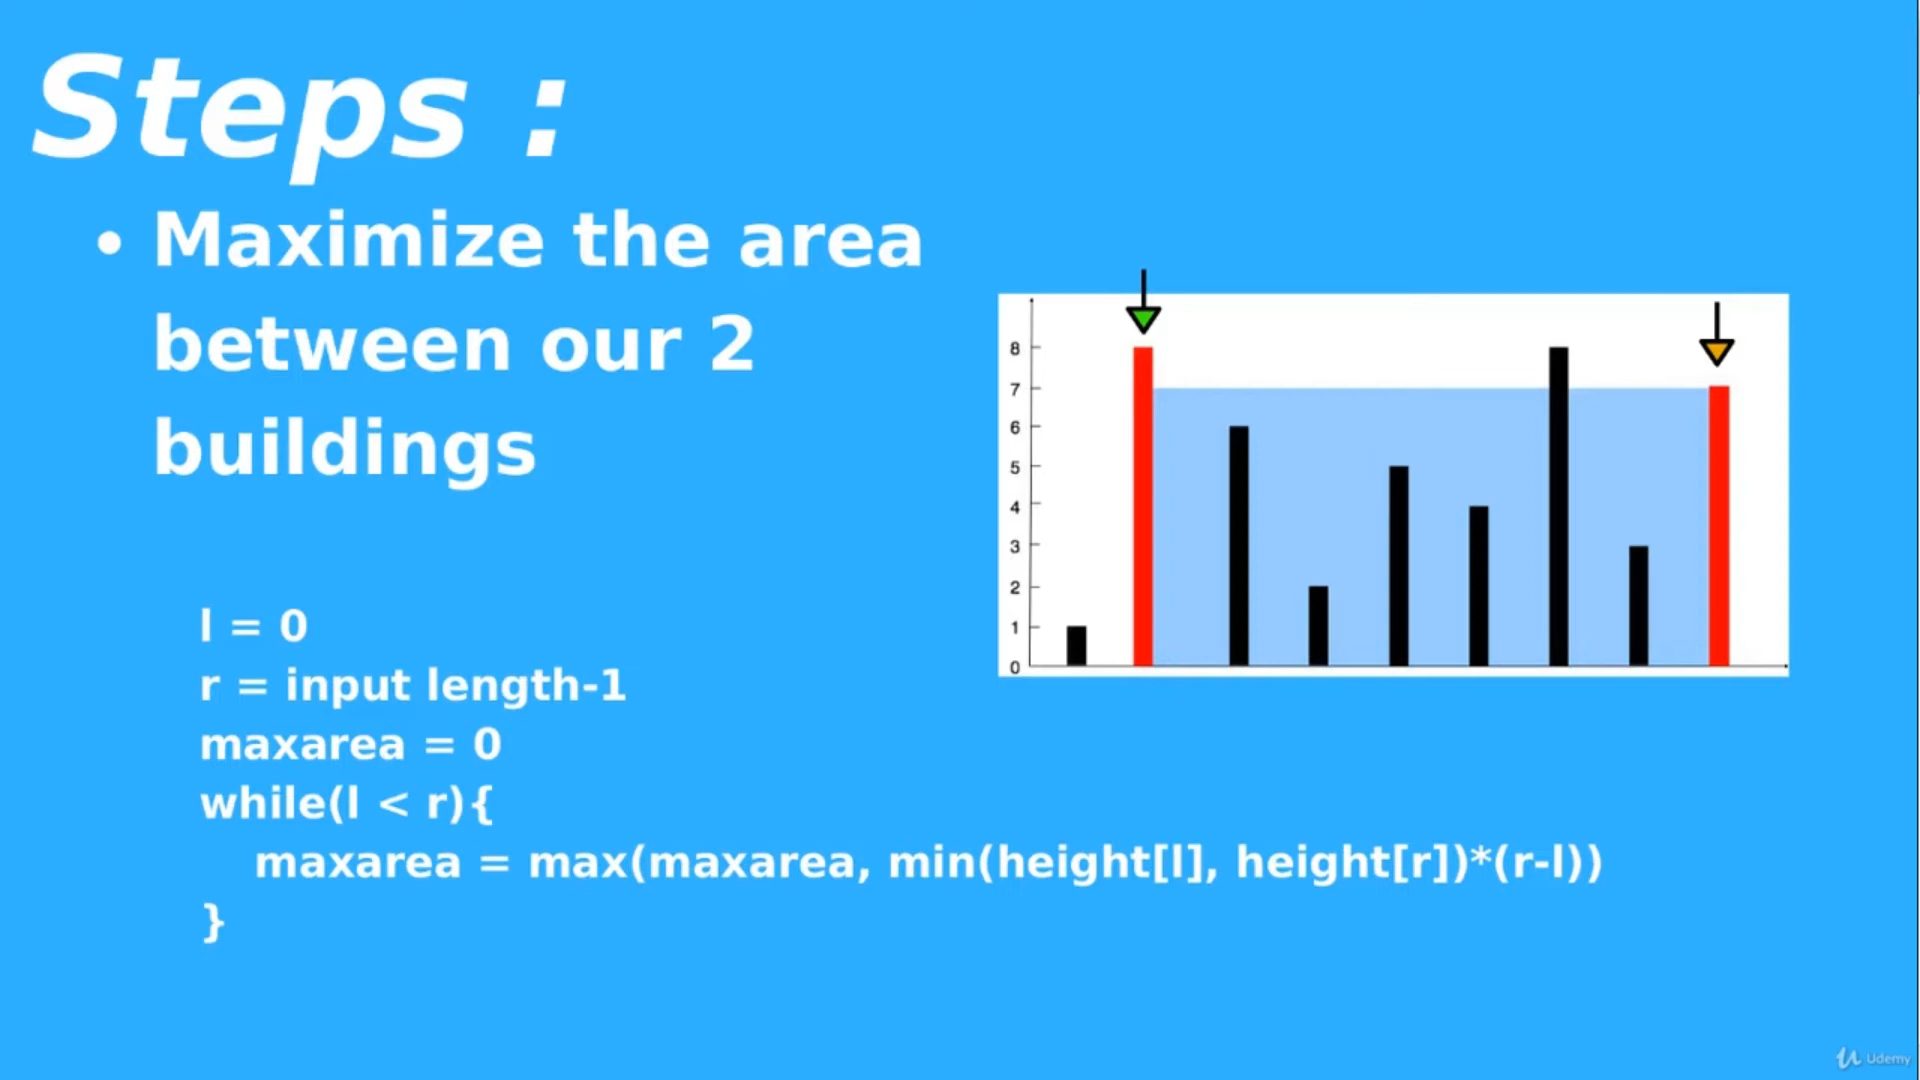 Steps :
• Maximize the area
between our 2
buildings
8
7
6
5
4
3
2
1
0
l = 0
r = input length-1
maxarea = 0
while(l < r){
maxarea = max(maxarea, min(height[l], height[r])*(r-l))
}
Udemy